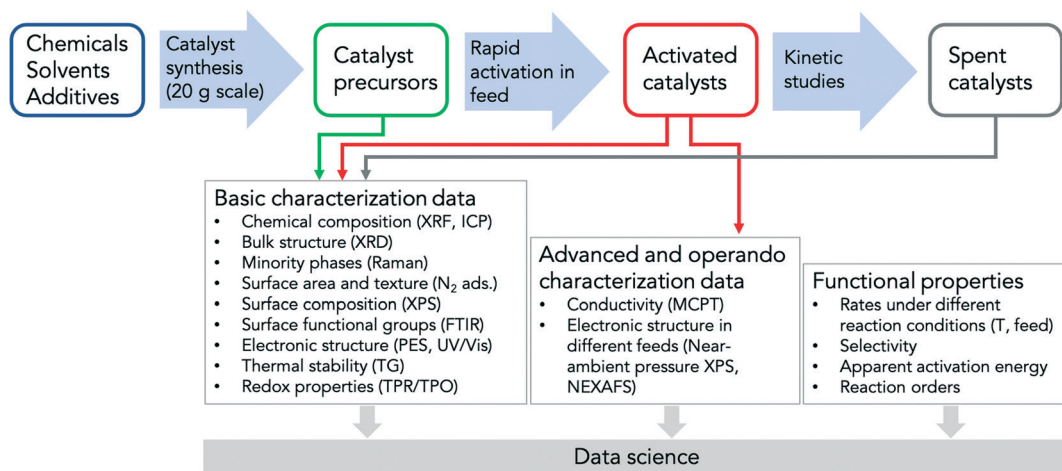 Chemicals
Solvents
Additives
Catalyst
synthesis
(20 g scale)
Catalyst
precursors
Rapid
activation in
feed
Activated
catalysts
Kinetic
studies
Spent
catalysts
Basic characterization data
• Chemical composition (XRF, ICP)
• Bulk structure (XRD)
• Minority phases (Raman)
• Surface area and texture (N₂ ads.)
• Surface composition (XPS)
• Surface functional groups (FTIR)
• Electronic structure (PES, UV/Vis)
• Thermal stability (TG)
• Redox properties (TPR/TPO)
Advanced and operando
characterization data
• Conductivity (MCPT)
• Electronic structure in
different feeds (Near-
ambient pressure XPS,
NEXAFS)
Functional properties
• Rates under different
reaction conditions (T, feed)
• Selectivity
• Apparent activation energy
• Reaction orders
Data science